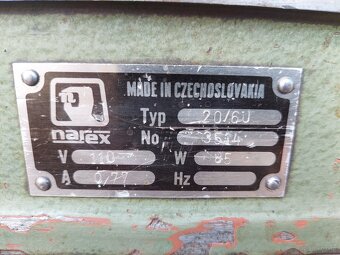 MADE IN CZECHOSLOVAKIA
narex
Typ 20/60
No 3544
V 110 W 85
A 0/77 Hz